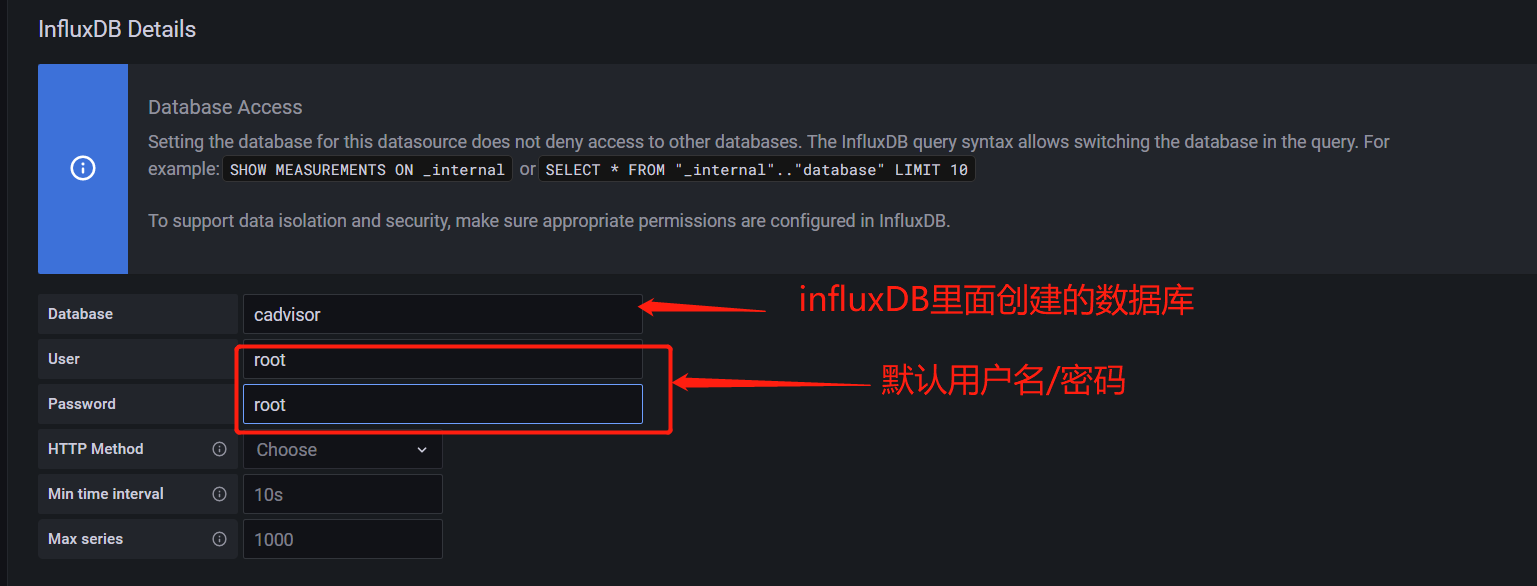 InfluxDB Details
Database Access
Setting the database for this datasource does not deny access to other databases. The InfluxDB query syntax allows switching the database in the query. For
example: SHOW MEASUREMENTS ON _internal or SELECT * FROM "_internal".."database" LIMIT 10
To support data isolation and security, make sure appropriate permissions are configured in InfluxDB.
Database cadvisor influxDB里面创建的数据库
User root
默认用户名/密码
Password root
HTTP Method Choose
Min time interval 10s
Max series 1000